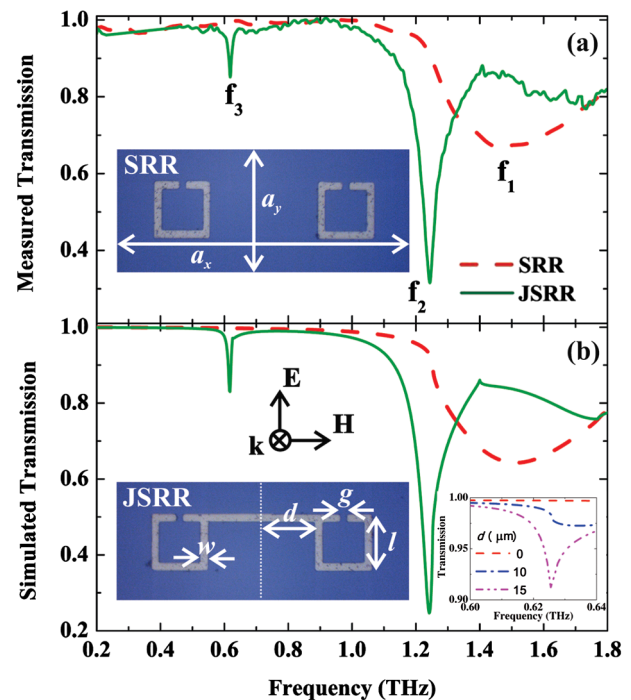 1.0
0.8
0.6
0.4
Measured Transmission
(a)
f3
f1
f2
SRR
ay
ax
SRR
JSRR
1.0
0.8
0.6
0.5
0.4
0.2
Simulated Transmission
(b)
E
H
k
JSRR
d
g
w
l
1.00
0.95
0.90
Transmission
d ( μm)
0
10
15
0.60 0.62 0.64
Frequency (THz)
0.2 0.4 0.6 0.8 1.0 1.2 1.4 1.6 1.8
Frequency (THz)